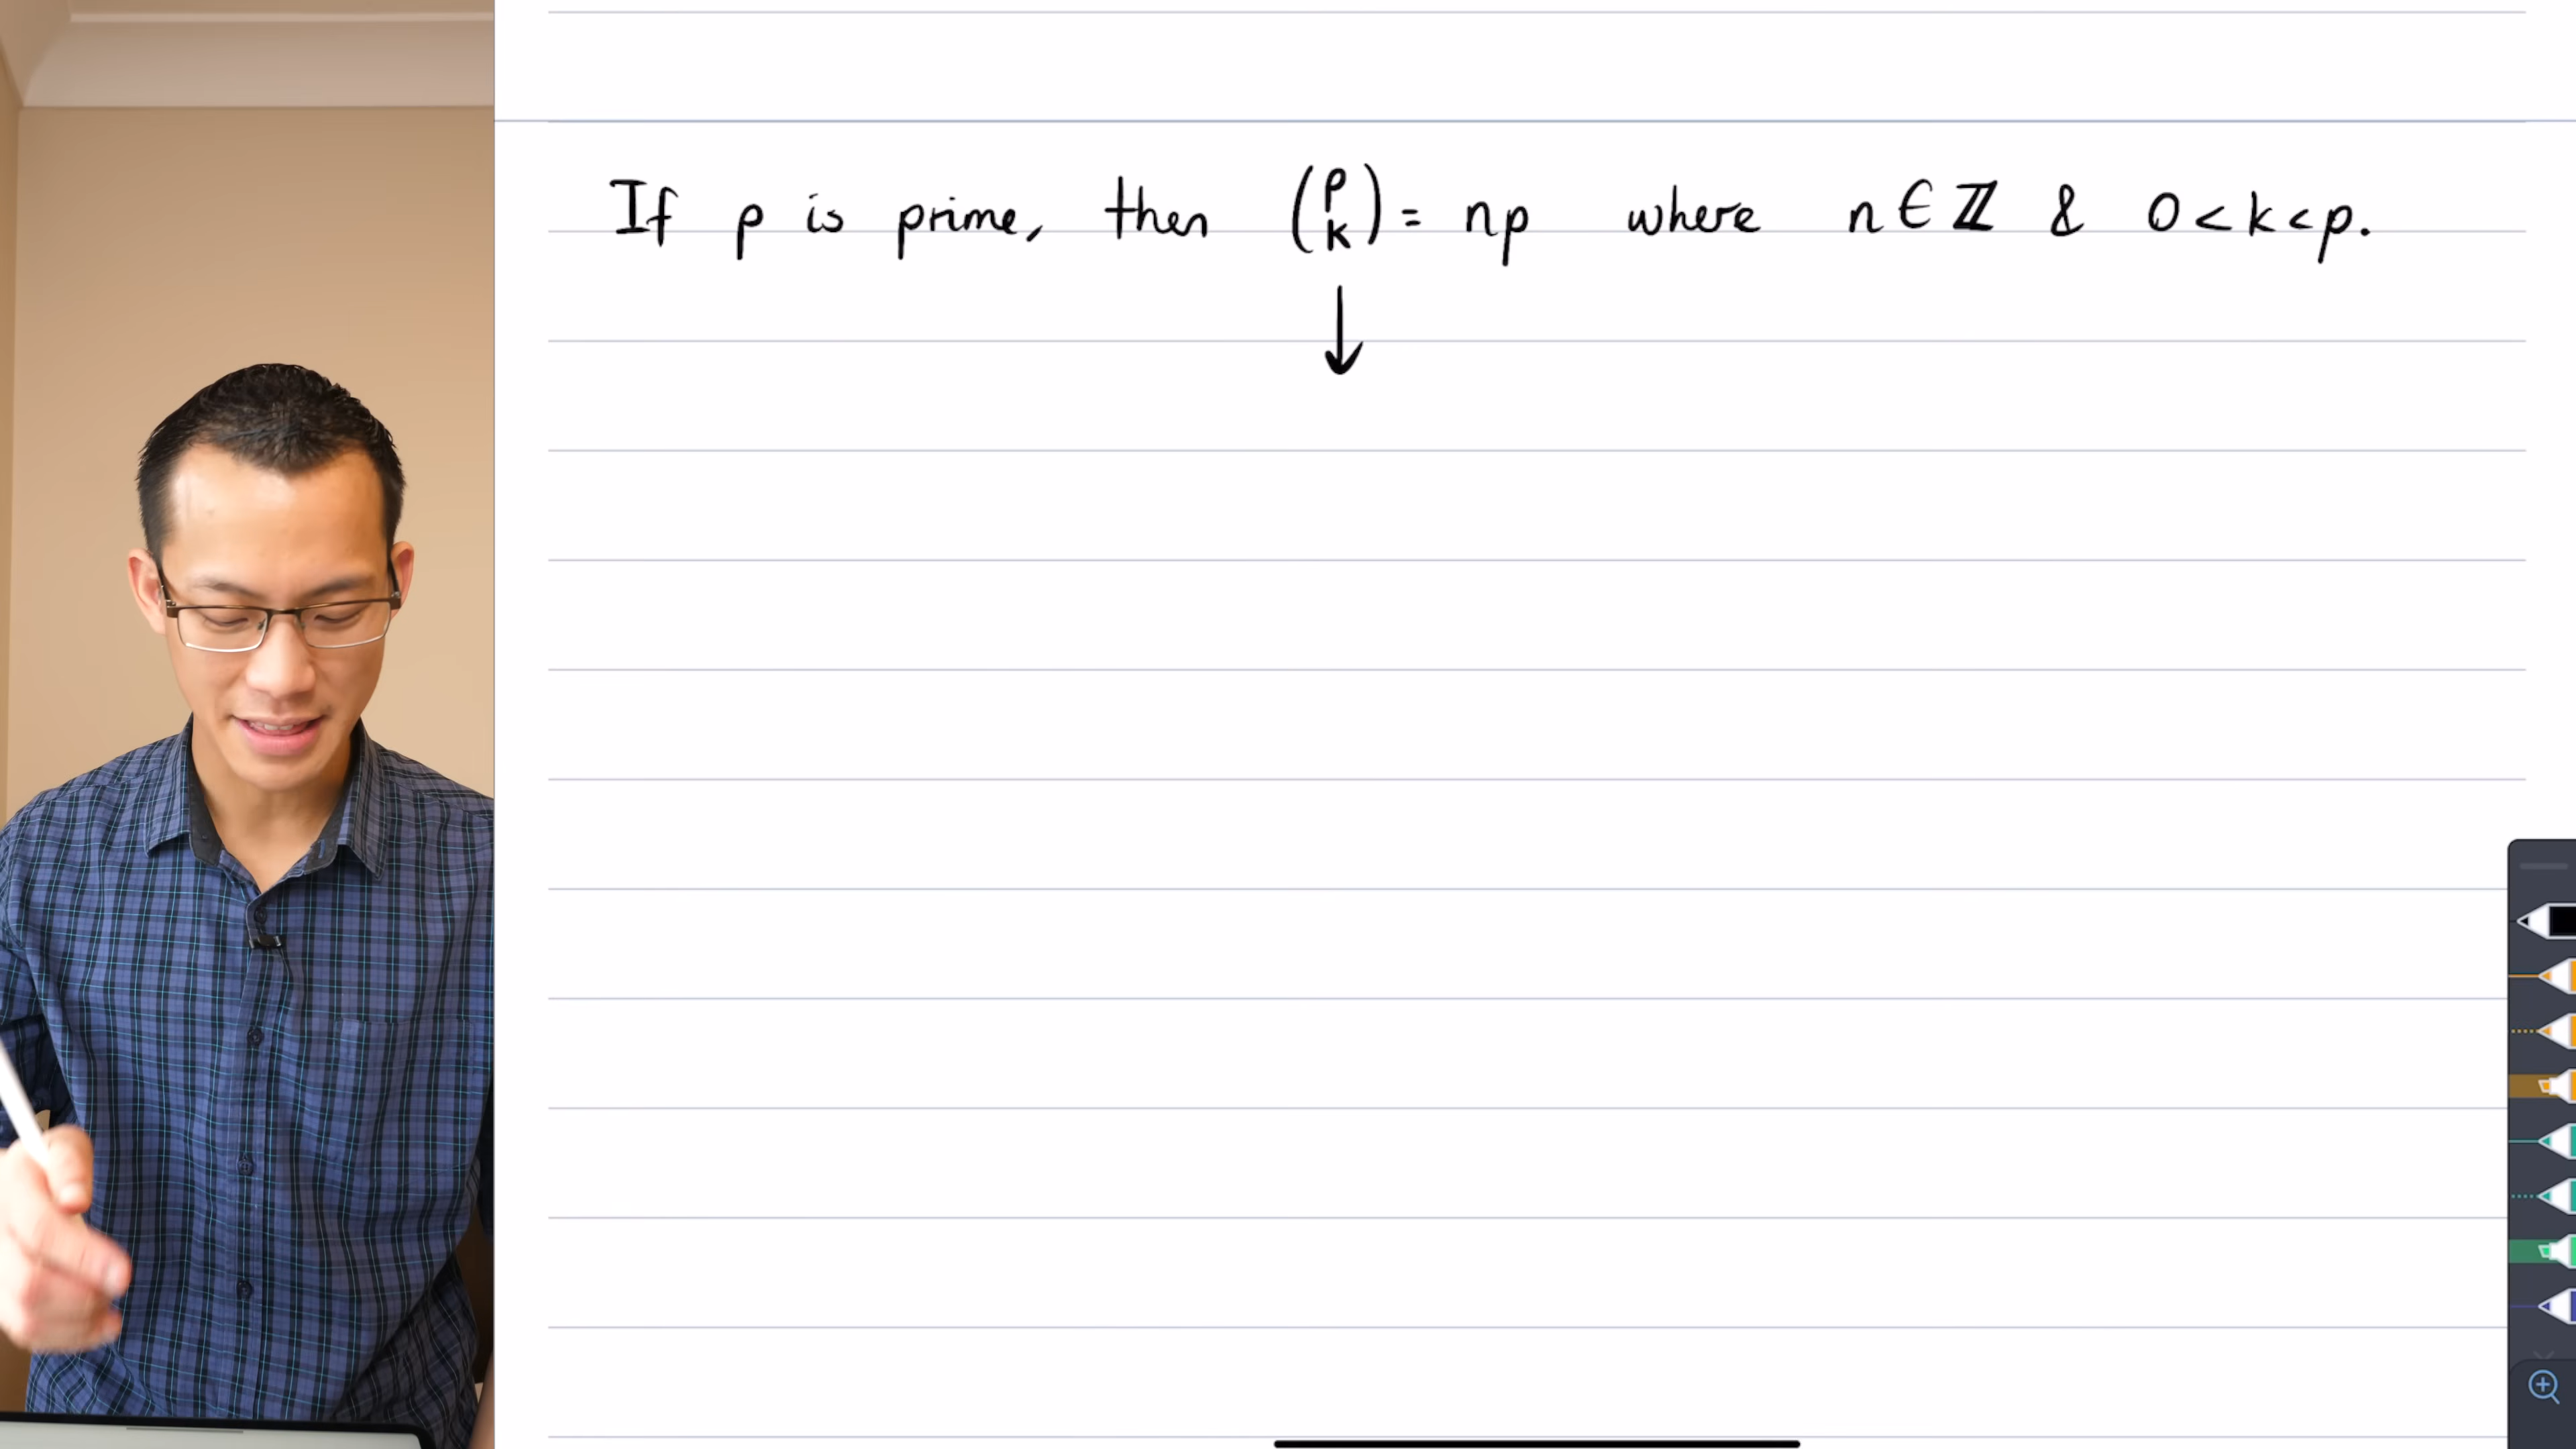 If p is prime, then (p k) = np where n ∈ ℤ & 0 < k < p.
↓